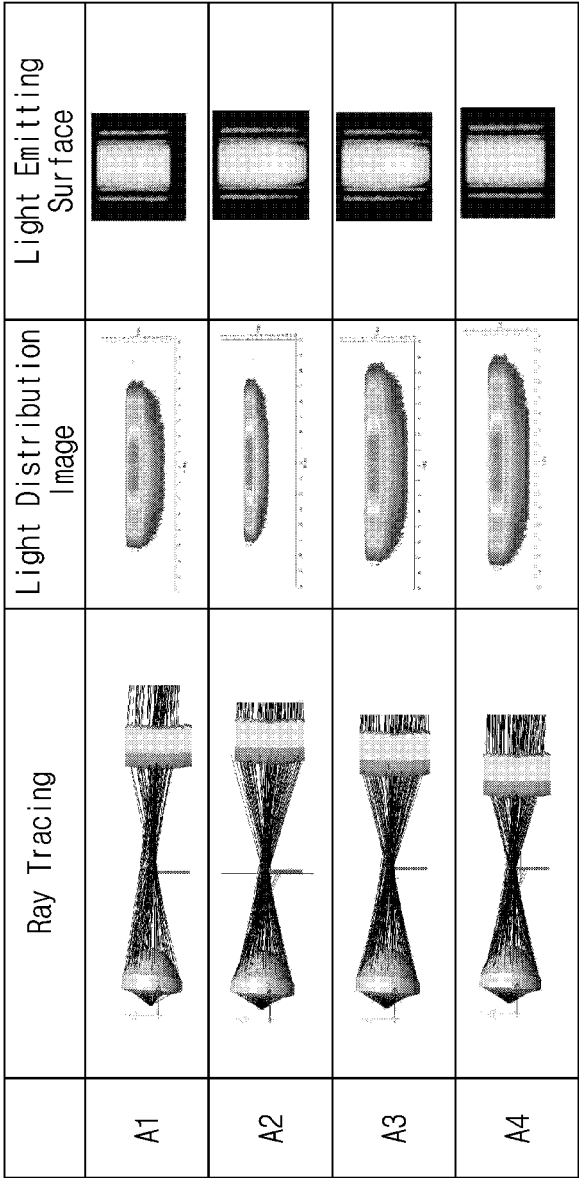 Ray Tracing
Light Distribution
Image
Light Emitting
Surface
A1
A2
A3
A4